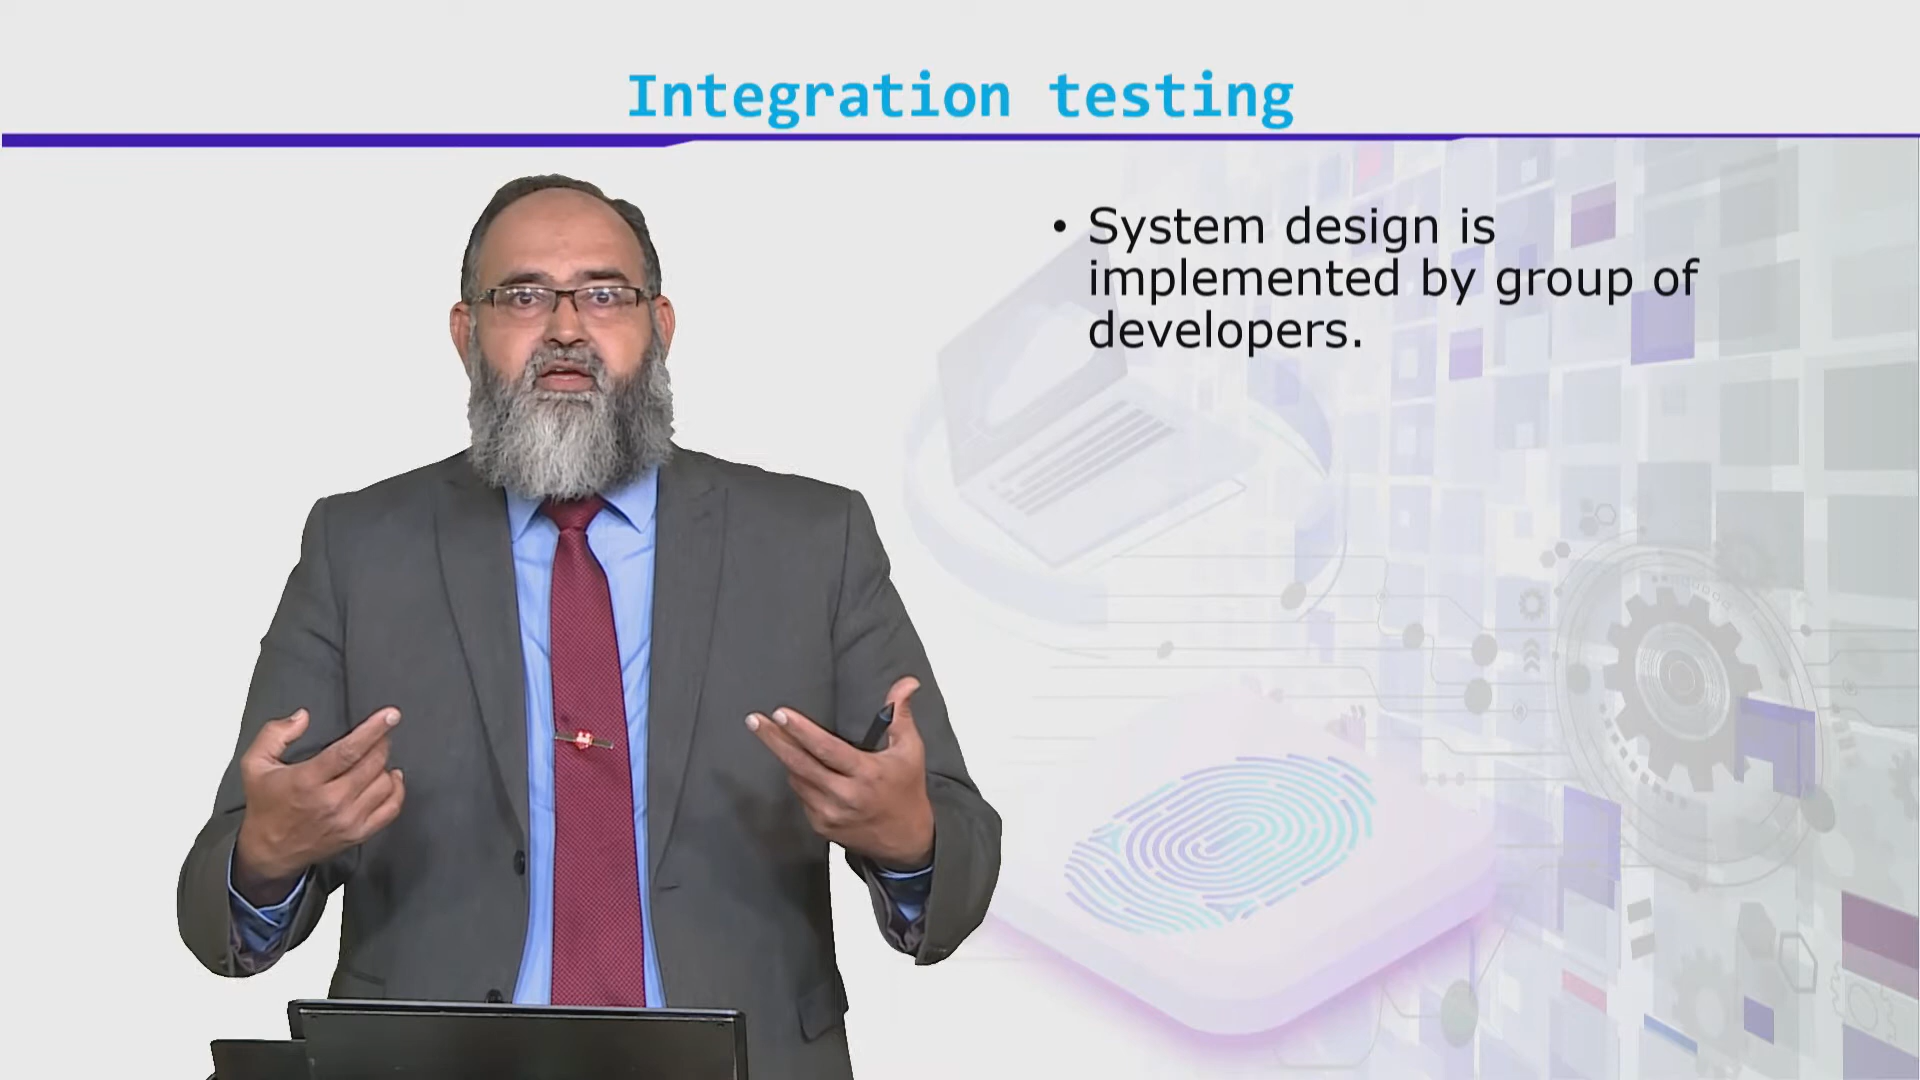 Integration testing
• System design is
implemented by group of
developers.